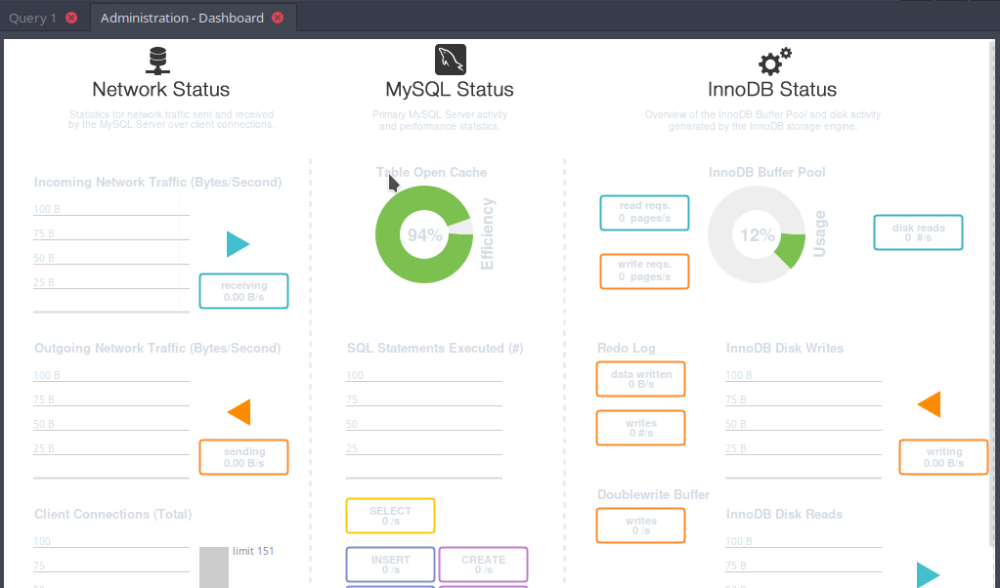 Query 1
Administration - Dashboard
Network Status
Statistics for network traffic sent and received
by the MySQL Server over client connections.
Incoming Network Traffic (Bytes/Second)
100 B
75 B
50 B
25 B
receiving
0.00 B/s
Outgoing Network Traffic (Bytes/Second)
100 B
75 B
50 B
25 B
sending
0.00 B/s
Client Connections (Total)
100
75
limit 151
MySQL Status
Primary MySQL Server activity
and performance statistics.
Table Open Cache
94%
Efficiency
SQL Statements Executed (#)
100
75
50
25
SELECT
0 /s
INSERT
0 /s
CREATE
0 /s
InnoDB Status
Overview of the InnoDB Buffer Pool and disk activity
generated by the InnoDB storage engine.
InnoDB Buffer Pool
read reqs.
0 pages/s
write reqs.
0 pages/s
12%
Usage
disk reads
0 #/s
Redo Log
data written
0 B/s
writes
0 #/s
Doublewrite Buffer
writes
0 /s
InnoDB Disk Writes
100 B
75 B
50 B
25 B
writing
0.00 B/s
InnoDB Disk Reads
100 B
75 B